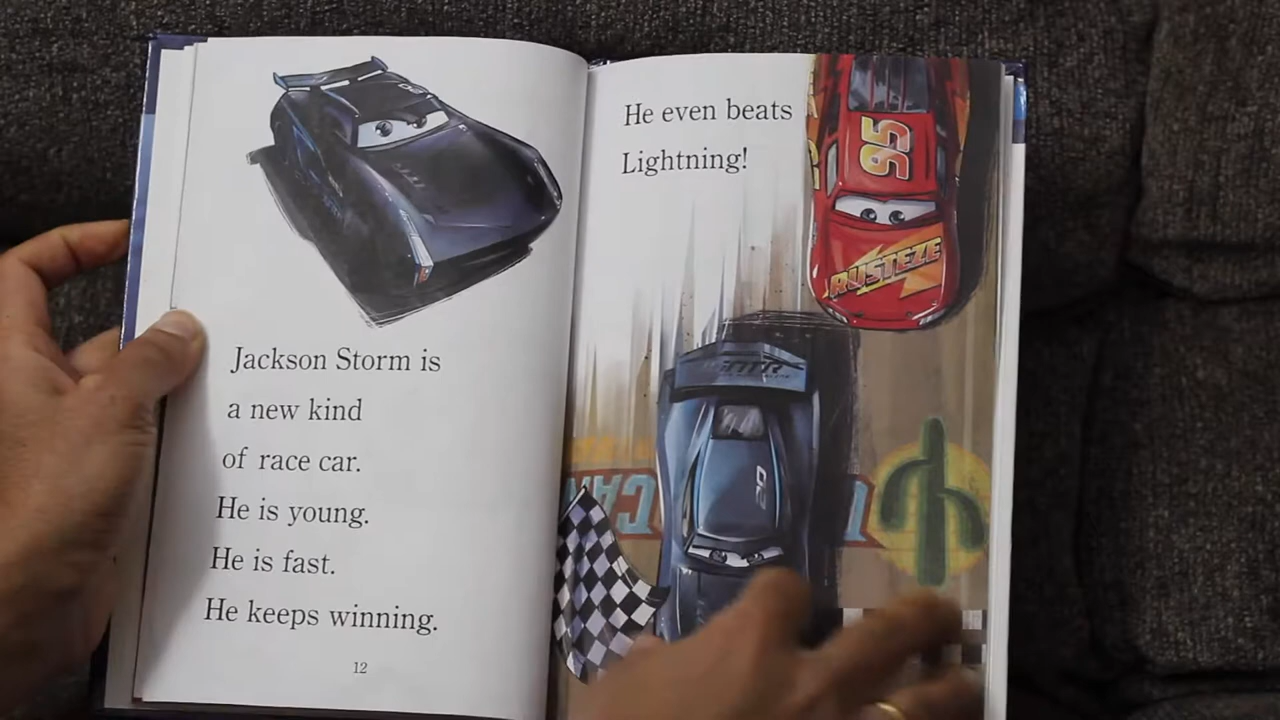 Jackson Storm is
a new kind
of race car.
He is young.
He is fast.
He keeps winning.
12
He even beats
Lightning!
95
RUSTEZE
20